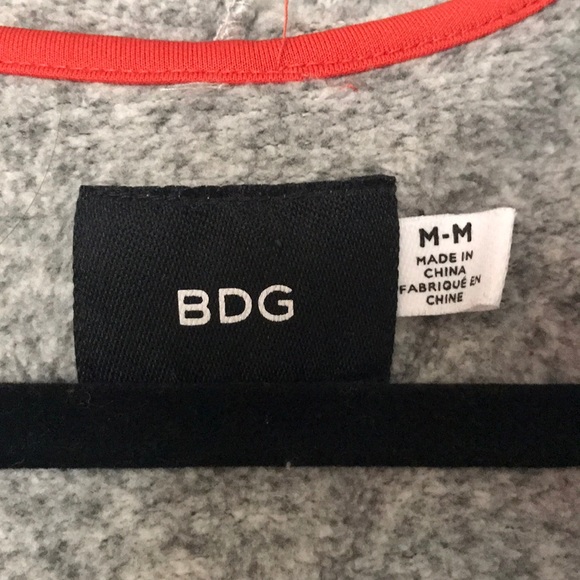 BDG
M-M
MADE IN
CHINA
FABRIQUÉ EN
CHINE